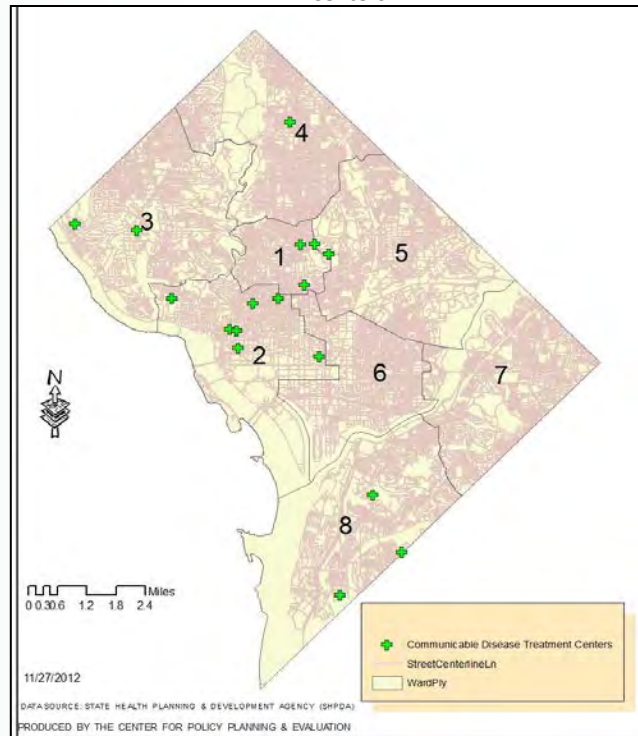 4
3
1
5
2
6
7
N
8
Miles
0 0.30.6 1.2 1.8 2.4
Communicable Disease Treatment Centers
StreetCenterlineLn
WardPly
11/27/2012
DATA SOURCE: STATE HEALTH PLANNING & DEVELOPMENT AGENCY (SHPDA)
PRODUCED BY THE CENTER FOR POLICY PLANNING & EVALUATION